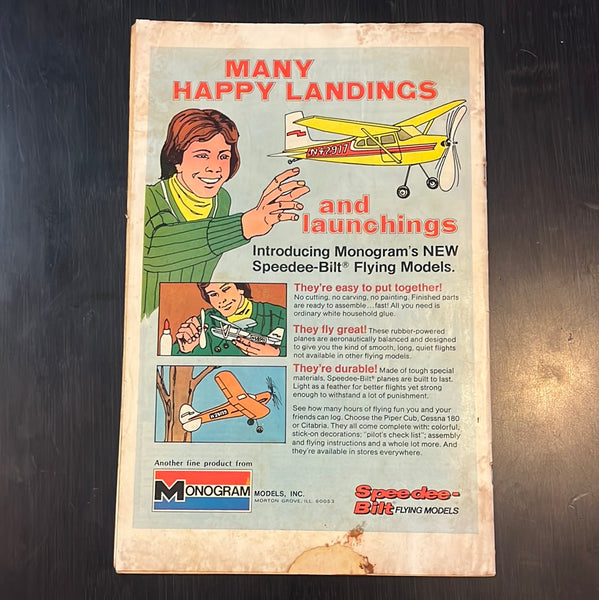 MANY
HAPPY LANDINGS
N42917
and
launchings
Introducing Monogram's NEW
Speedee-Bilt® Flying Models.
They're easy to put together!
No cutting, no carving, no painting. Finished parts
are ready to assemble...fast! All you need is
ordinary white household glue.
They fly great! These rubber-powered
planes are aeronautically balanced and designed
to give you the kind of smooth, long, quiet flights
not available in other flying models.
They're durable! Made of tough special
materials, Speedee-Bilt® planes are built to last.
Light as a feather for better flights yet strong
enough to withstand a lot of punishment.
See how many hours of flying fun you and your
friends can log. Choose the Piper Cub, Cessna 180
or Citabria. They all come complete with: colorful,
stick-on decorations; "pilot's check list"; assembly
and flying instructions and a whole lot more. And
they're available in stores everywhere.
Another fine product from
MONOGRAM MODELS, INC.
MORTON GROVE, ILL. 60053
Speedee-
Bilt FLYING MODELS